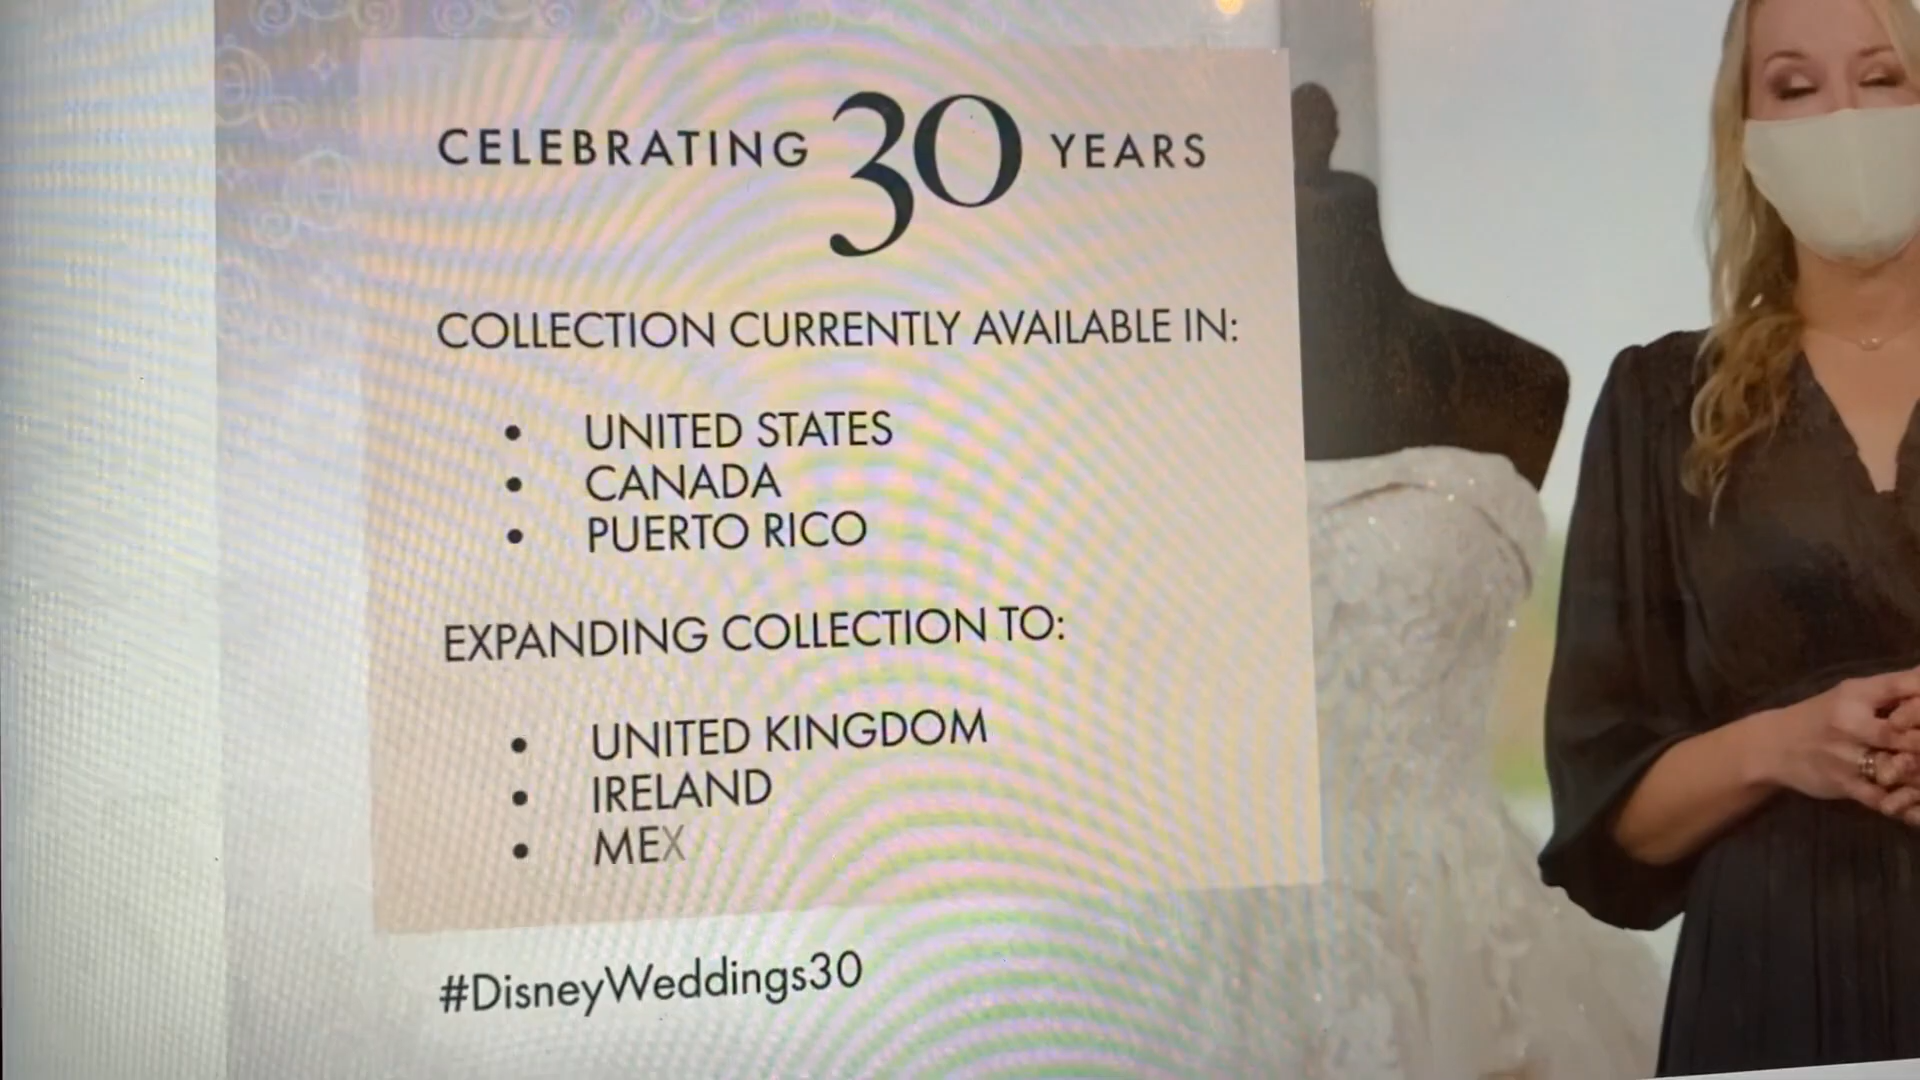 CELEBRATING 30 YEARS
COLLECTION CURRENTLY AVAILABLE IN:
• UNITED STATES
• CANADA
• PUERTO RICO
EXPANDING COLLECTION TO:
• UNITED KINGDOM
• IRELAND
• MEX
#DisneyWeddings30